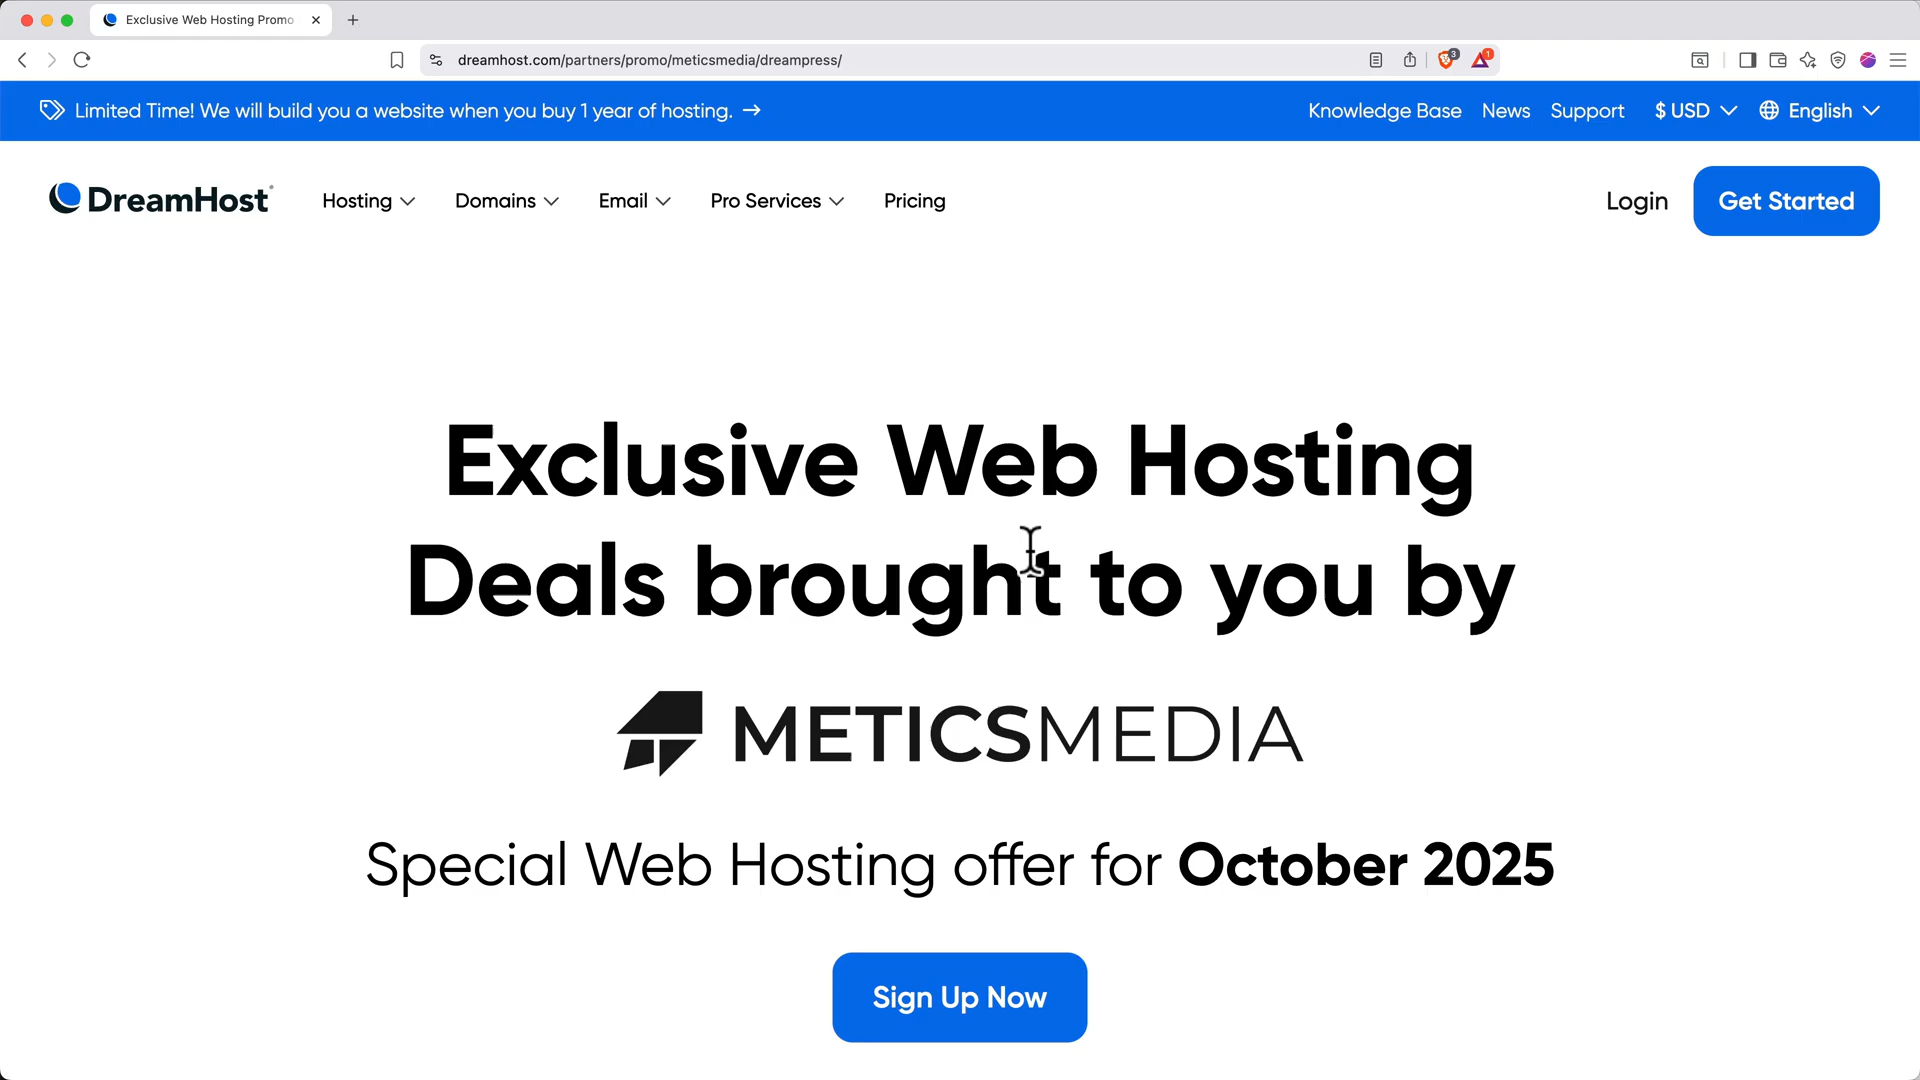 Exclusive Web Hosting Promo
dreamhost.com/partners/promo/meticsmedia/dreampress/
3
1
Limited Time! We will build you a website when you buy 1 year of hosting. →
Knowledge Base News Support $ USD English
DreamHost Hosting Domains Email Pro Services Pricing Login Get Started
Exclusive Web Hosting
Deals brought to you by
METICSMEDIA
Special Web Hosting offer for October 2025
Sign Up Now